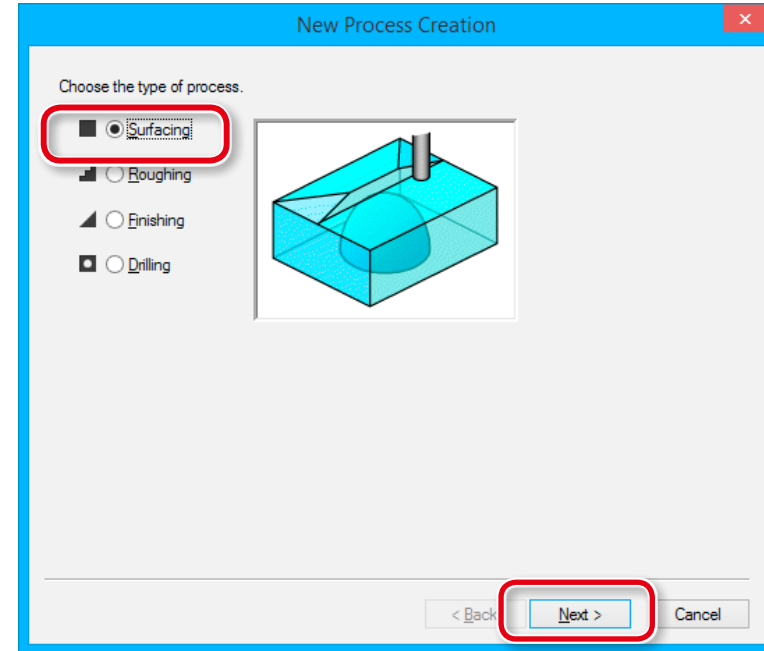 New Process Creation
Choose the type of process.
Surfacing
Roughing
Finishing
Drilling
< Back
Next >
Cancel